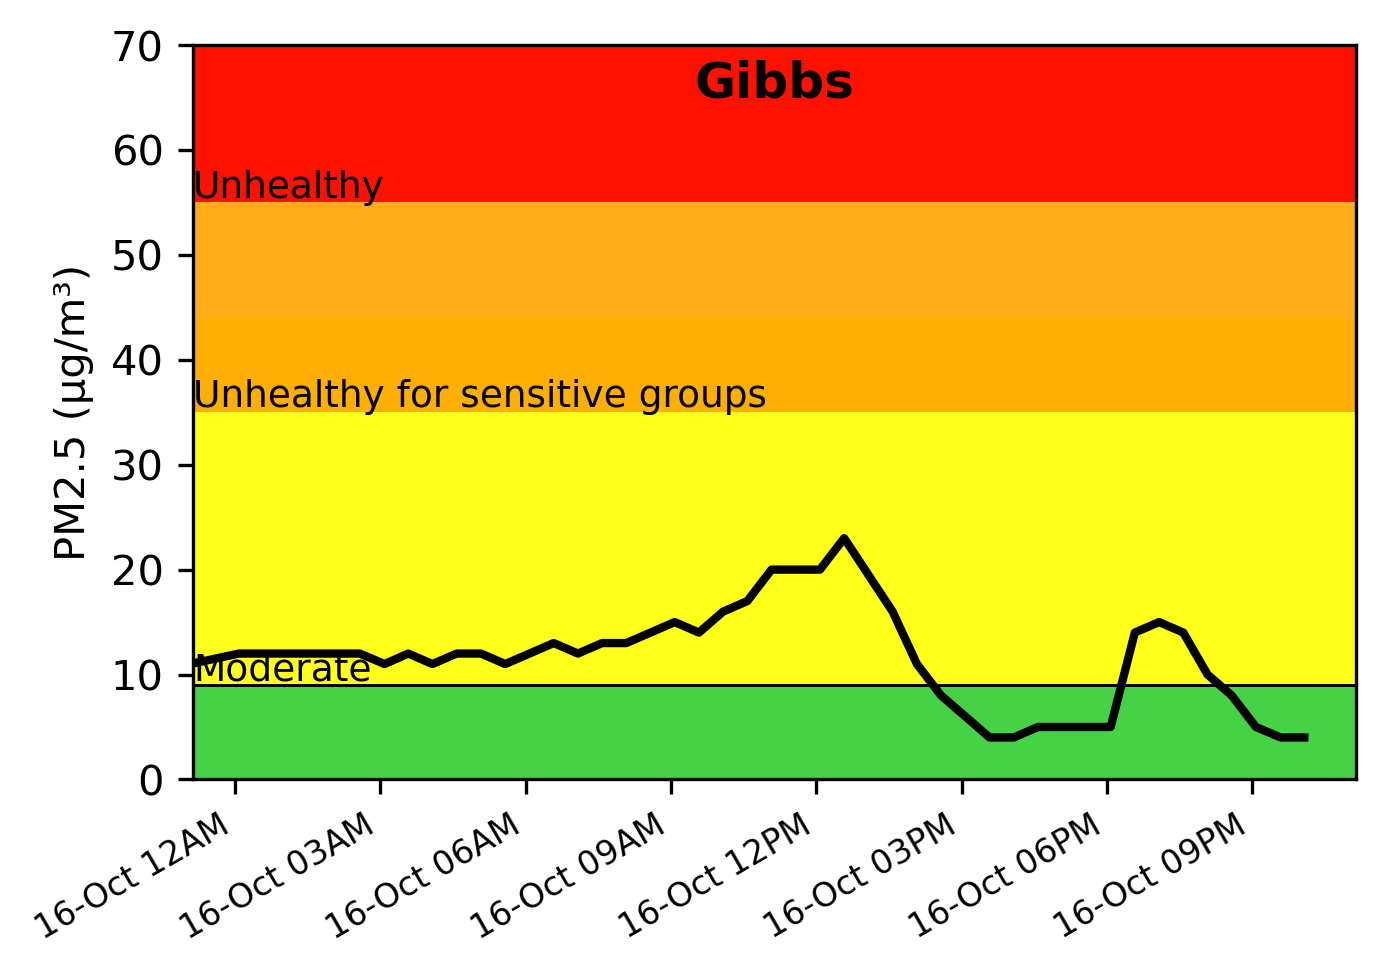 Gibbs
70
60
50
40
30
20
10
0
PM2.5 (µg/m³)
Unhealthy
Unhealthy for sensitive groups
Moderate
16-Oct 12AM
16-Oct 03AM
16-Oct 06AM
16-Oct 09AM
16-Oct 12PM
16-Oct 03PM
16-Oct 06PM
16-Oct 09PM